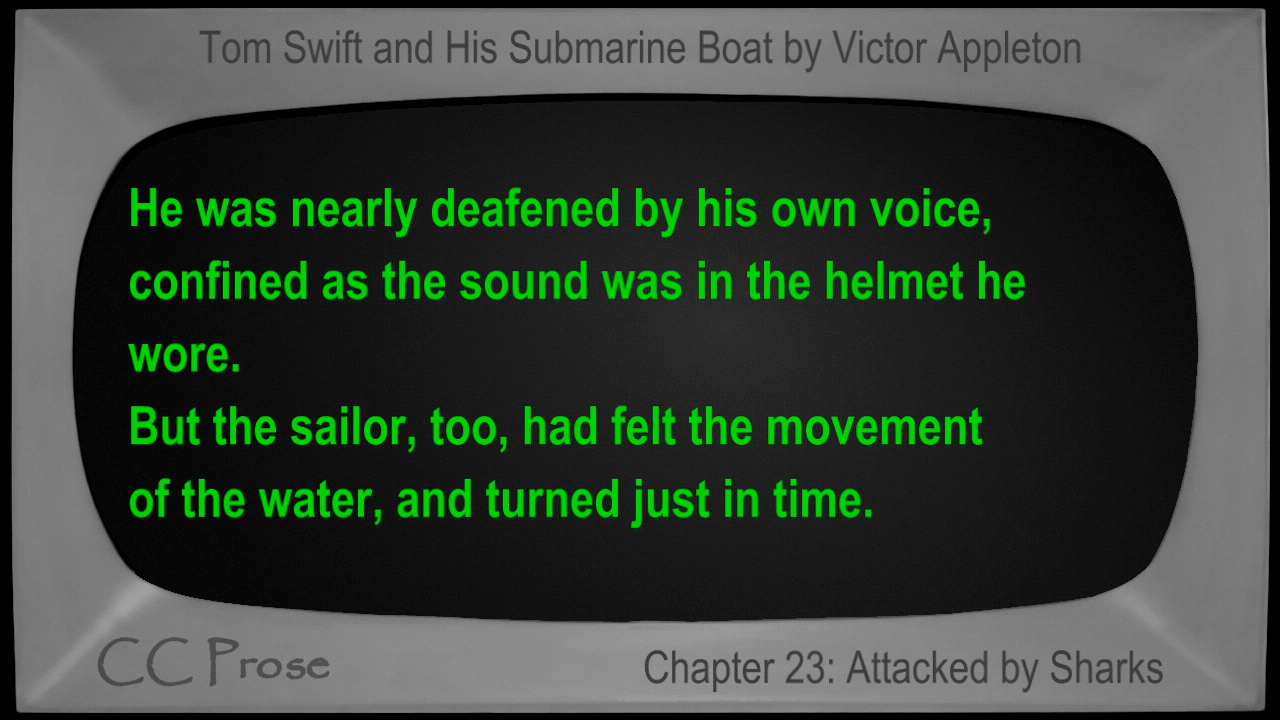 Tom Swift and His Submarine Boat by Victor Appleton
He was nearly deafened by his own voice,
confined as the sound was in the helmet he
wore.
But the sailor, too, had felt the movement
of the water, and turned just in time.
CC Prose
Chapter 23: Attacked by Sharks